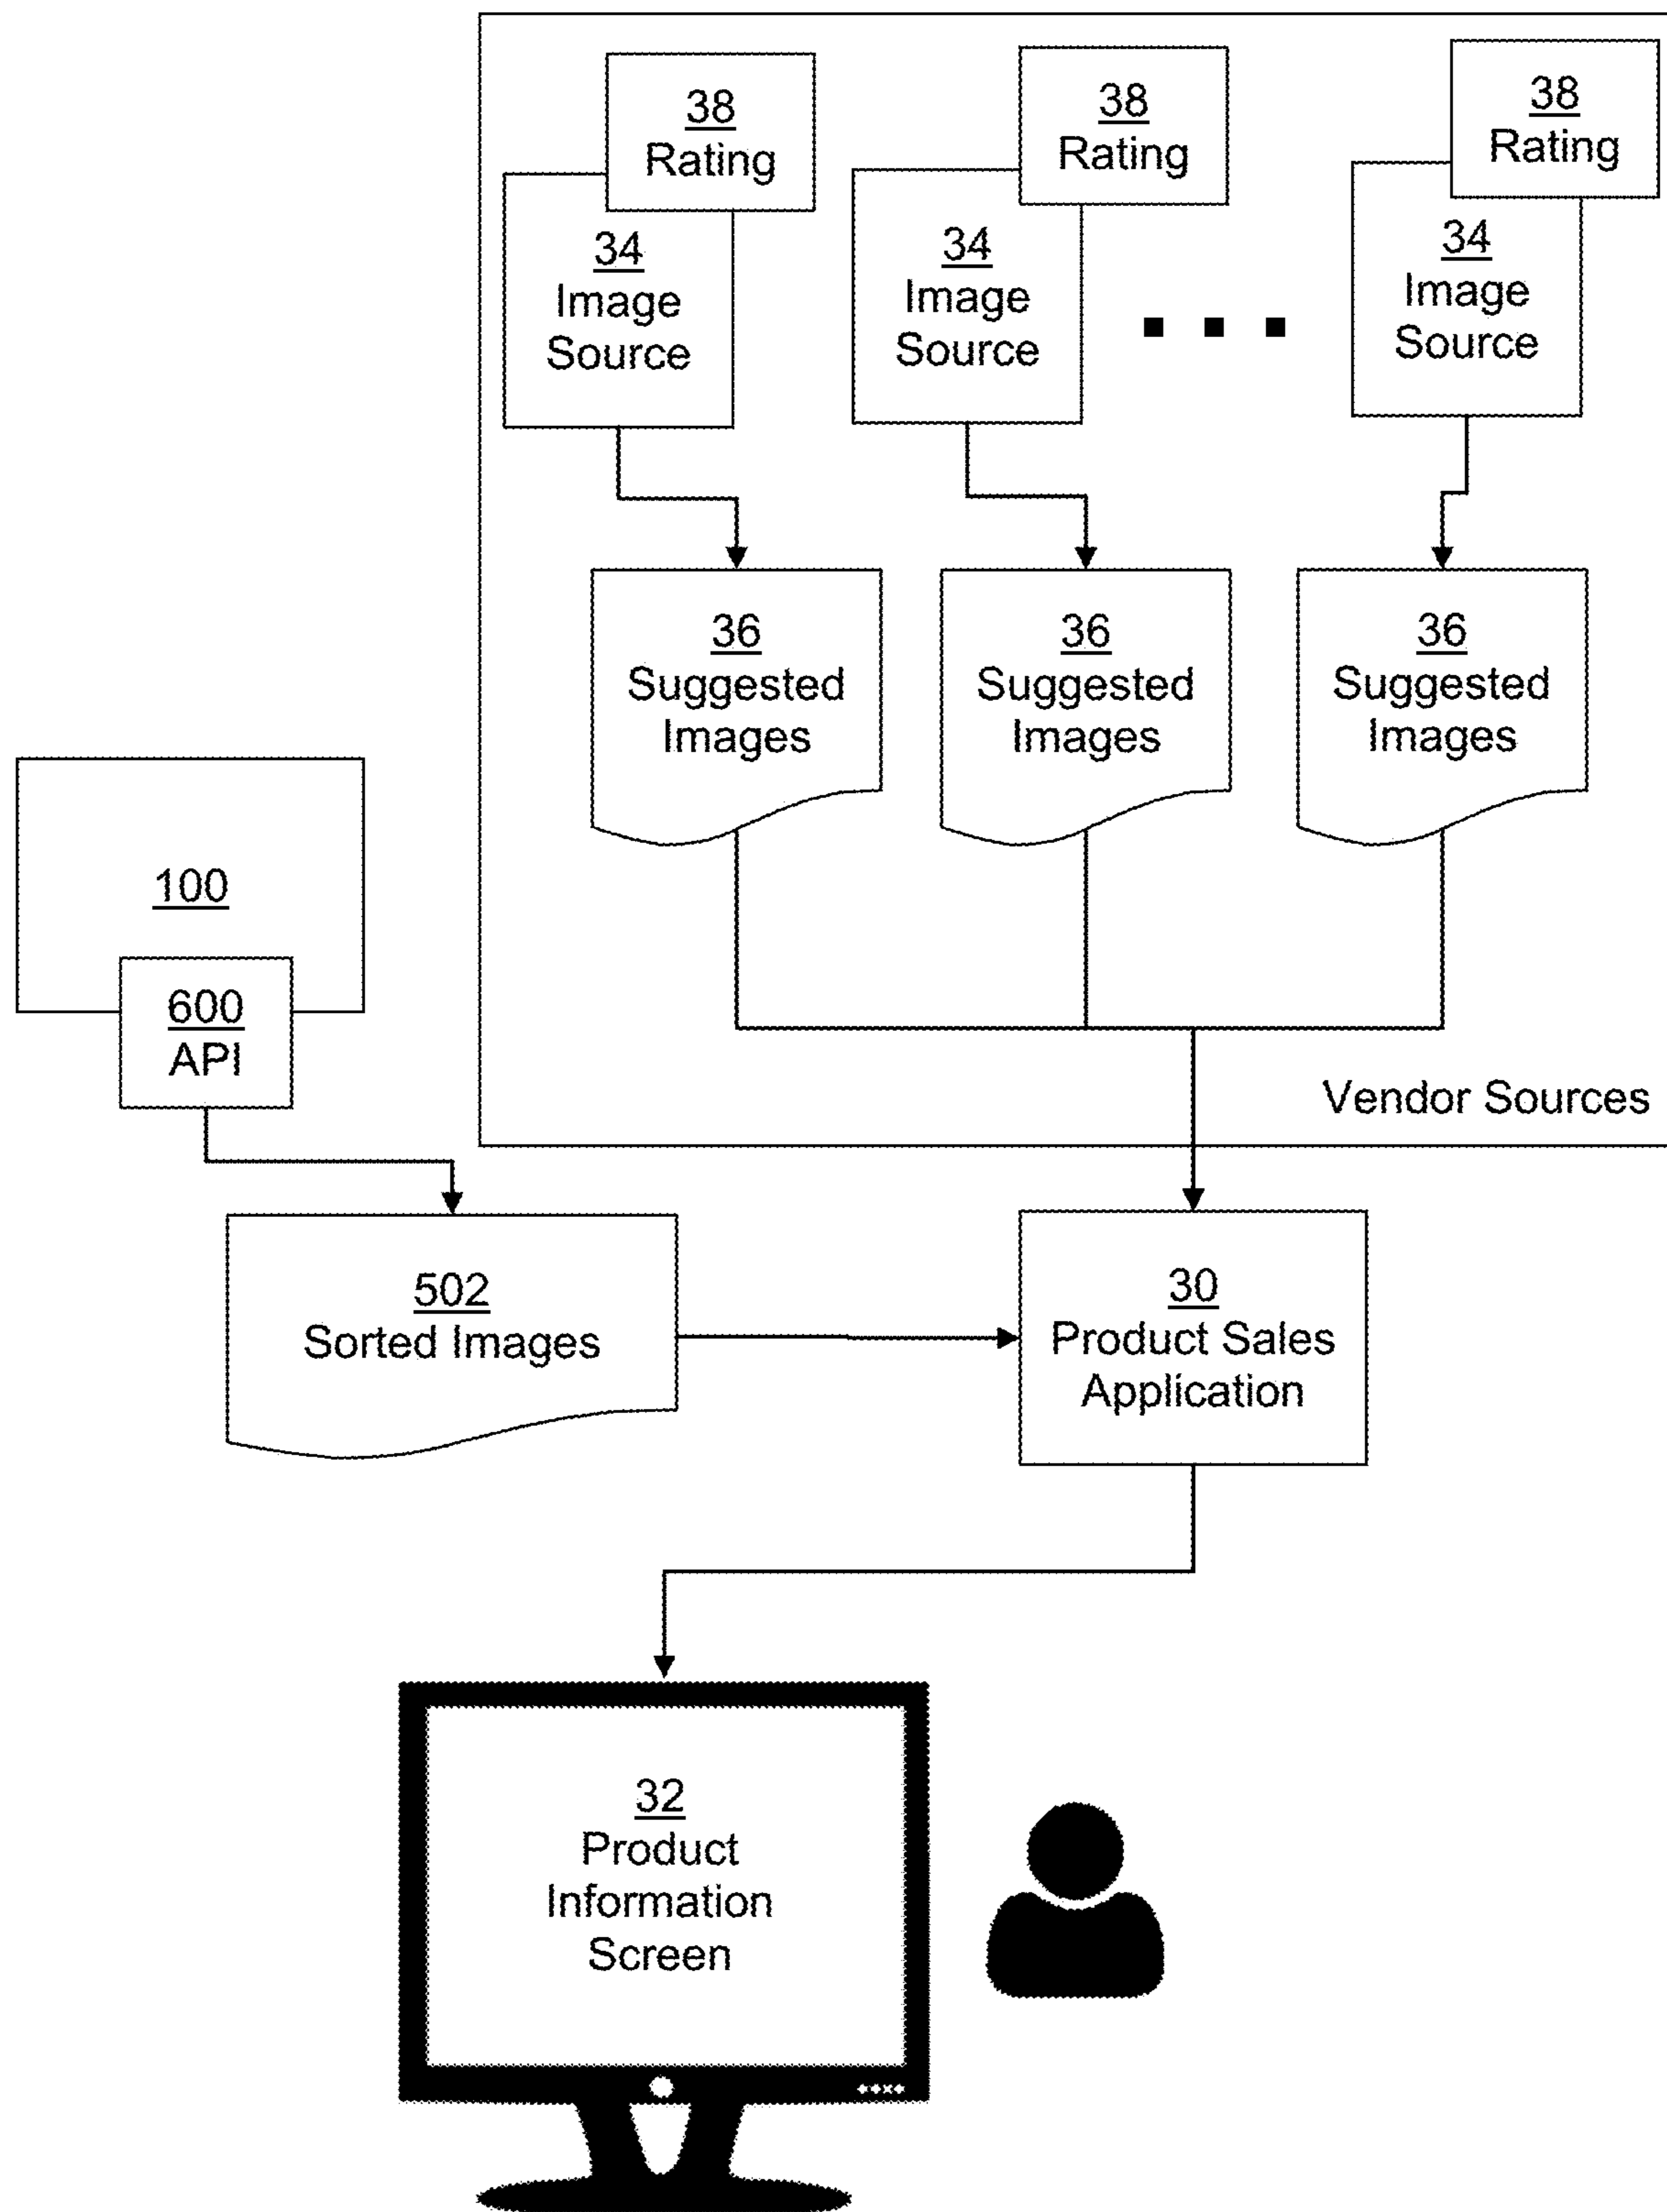 38
Rating
38
Rating
38
Rating
34
Image
Source
34
Image
Source
34
Image
Source
36
Suggested
Images
36
Suggested
Images
36
Suggested
Images
100
600
API
Vendor Sources
502
Sorted Images
30
Product Sales
Application
32
Product
Information
Screen